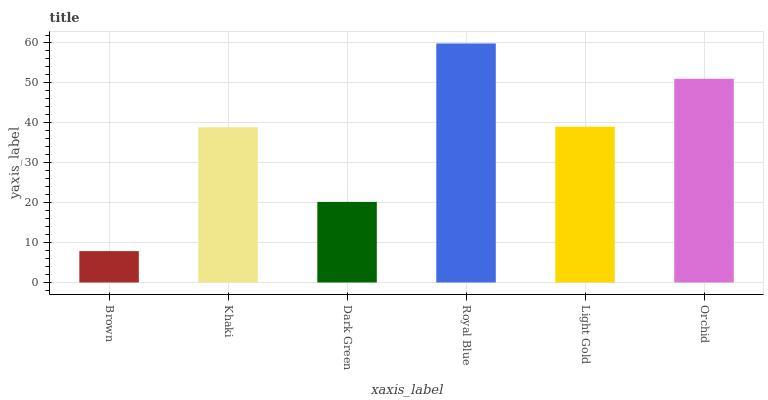 title
60
50
40
30
20
10
0
yaxis_label
Brown
Khaki
Dark Green
Royal Blue
Light Gold
Orchid
xaxis_label